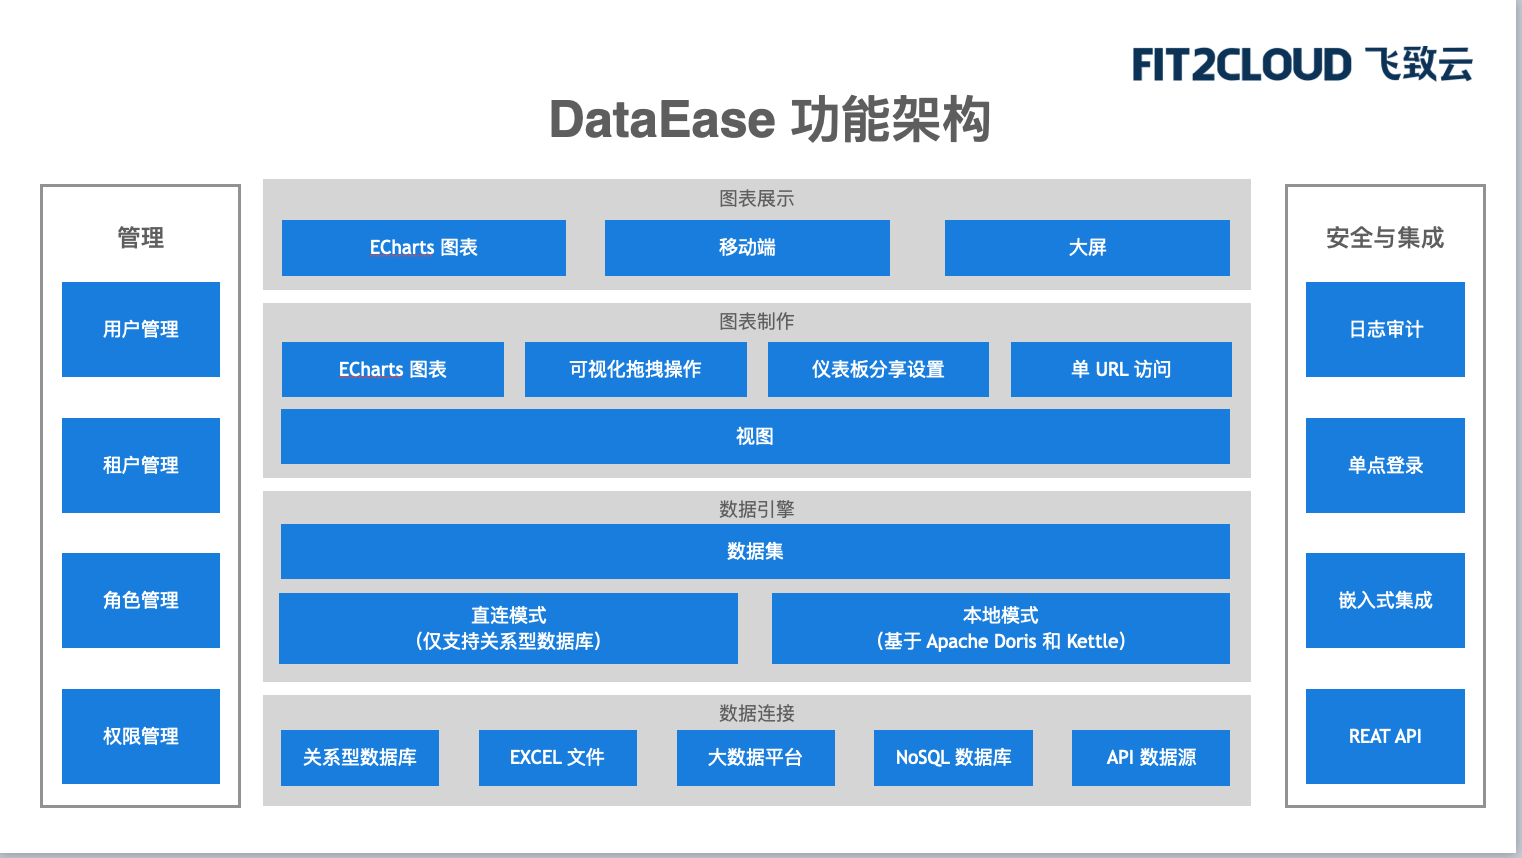 FIT2CLOUD 飞致云
DataEase 功能架构
管理
用户管理
租户管理
角色管理
权限管理
图表展示
ECharts 图表
移动端
大屏
图表制作
ECharts 图表
可视化拖拽操作
仪表板分享设置
单 URL 访问
视图
数据引擎
数据集
直连模式
（仅支持关系型数据库）
本地模式
（基于 Apache Doris 和 Kettle）
数据连接
关系型数据库
EXCEL 文件
大数据平台
NoSQL 数据库
API 数据源
安全与集成
日志审计
单点登录
嵌入式集成
REAT API